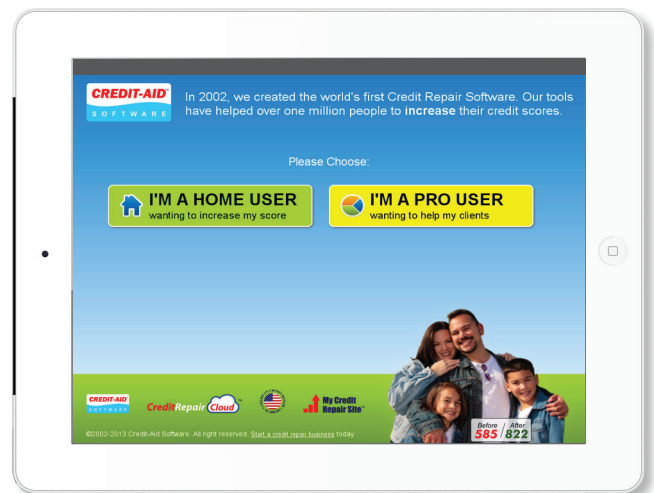 CREDIT-AID™
SOFTWARE
In 2002, we created the world's first Credit Repair Software. Our tools
have helped over one million people to increase their credit scores.
Please Choose:
I'M A HOME USER
wanting to increase my score
I'M A PRO USER
wanting to help my clients
CREDIT-AID
SOFTWARE
CreditRepair Cloud
My Credit
Repair Site™
Before / After
585 / 822
©2002-2013 Credit-Aid Software. All right reserved. Start a credit repair business today.